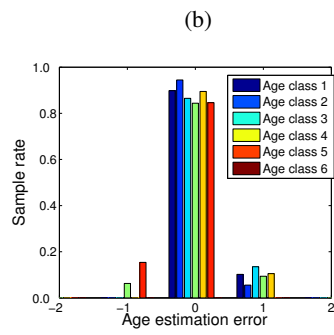 (b)
1.0
0.8
0.6
0.4
0.2
0.0
Sample rate
Age class 1
Age class 2
Age class 3
Age class 4
Age class 5
Age class 6
−2 −1 0 1 2
Age estimation error